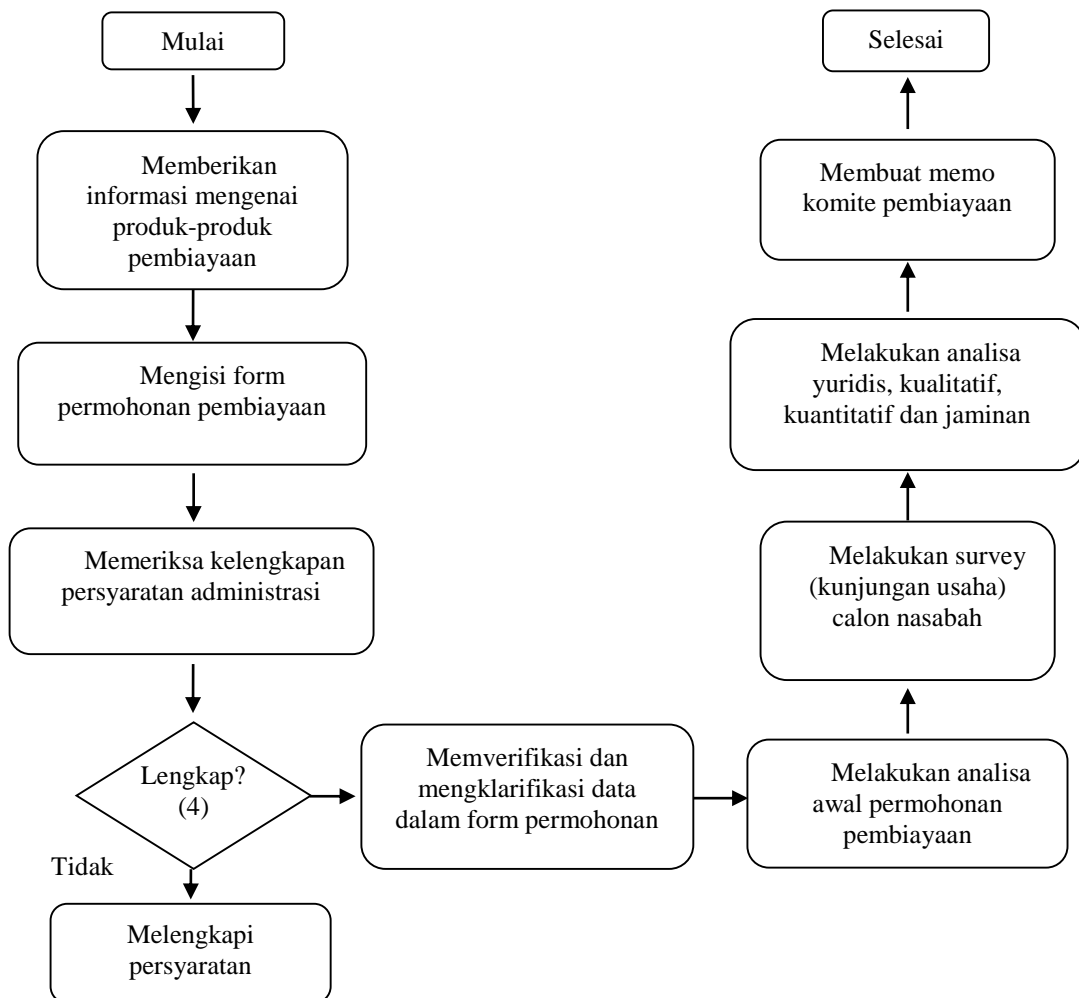 Mulai
Memberikan
informasi mengenai
produk-produk
pembiayaan
Mengisi form
permohonan pembiayaan
Memeriksa kelengkapan
persyaratan administrasi
Lengkap?
(4)
Tidak
Melengkapi
persyaratan
Memverifikasi dan
mengklarifikasi data
dalam form permohonan
Melakukan analisa
awal permohonan
pembiayaan
Melakukan survey
(kunjungan usaha)
calon nasabah
Melakukan analisa
yuridis, kualitatif,
kuantitatif dan jaminan
Membuat memo
komite pembiayaan
Selesai